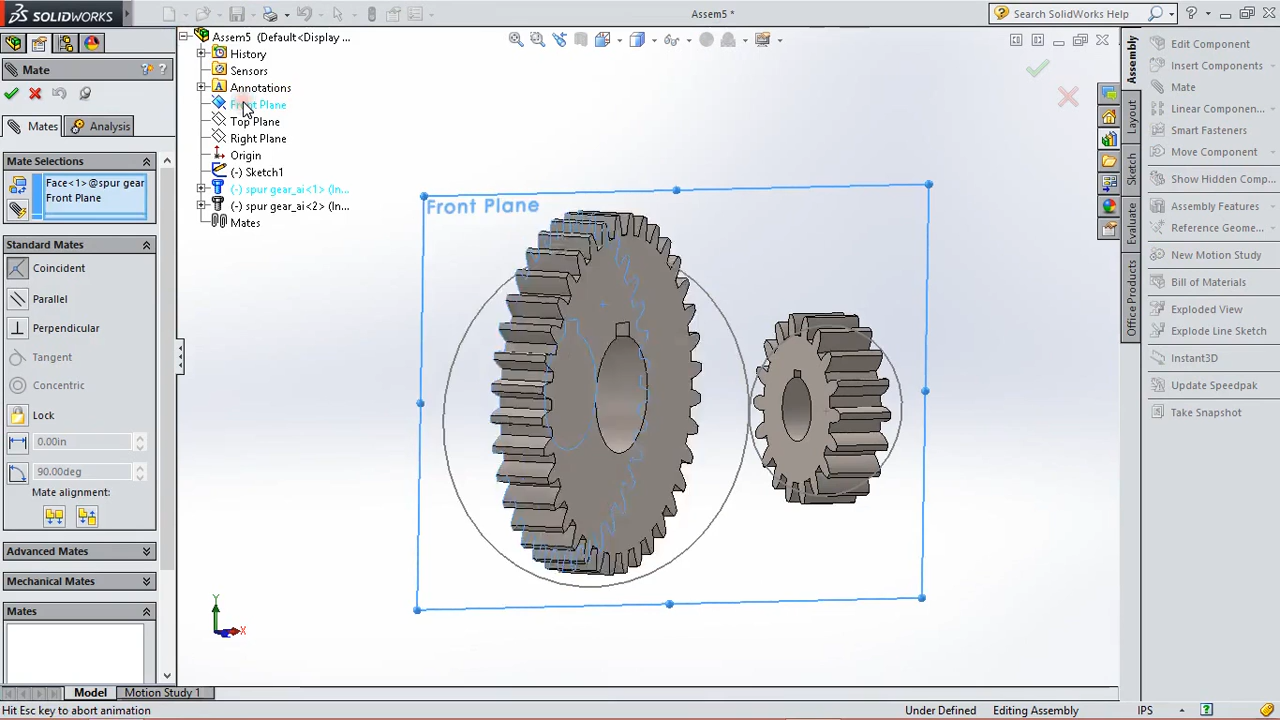 SOLIDWORKS
Assem5 *
Search SolidWorks Help
Mate
Mates
Analysis
Mate Selections
Face<1> @spur gear
Front Plane
Standard Mates
Coincident
Parallel
Perpendicular
Tangent
Concentric
Lock
0.00in
90.00deg
Mate alignment:
Advanced Mates
Mechanical Mates
Mates
Assem5 (Default<Display ...
History
Sensors
Annotations
Front Plane
Top Plane
Right Plane
Origin
(-) Sketch1
(-) spur gear_ai<1> (In...
(-) spur gear_ai<2> (In...
Mates
Front Plane
Y
X
Assembly
Layout
Sketch
Evaluate
Office Products
Edit Component
Insert Components
Mate
Linear Componen...
Smart Fasteners
Move Component
Show Hidden Comp...
Assembly Features
Reference Geome...
New Motion Study
Bill of Materials
Exploded View
Explode Line Sketch
Instant3D
Update Speedpak
Take Snapshot
Model
Motion Study 1
Hit Esc key to abort animation
Under Defined
Editing Assembly
IPS